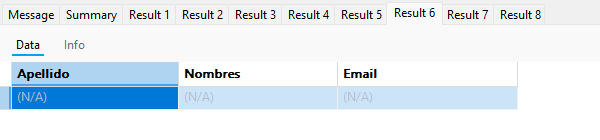 Message Summary Result 1 Result 2 Result 3 Result 4 Result 5 Result 6 Result 7 Result 8
Data Info
Apellido Nombres Email
(N/A) (N/A) (N/A)